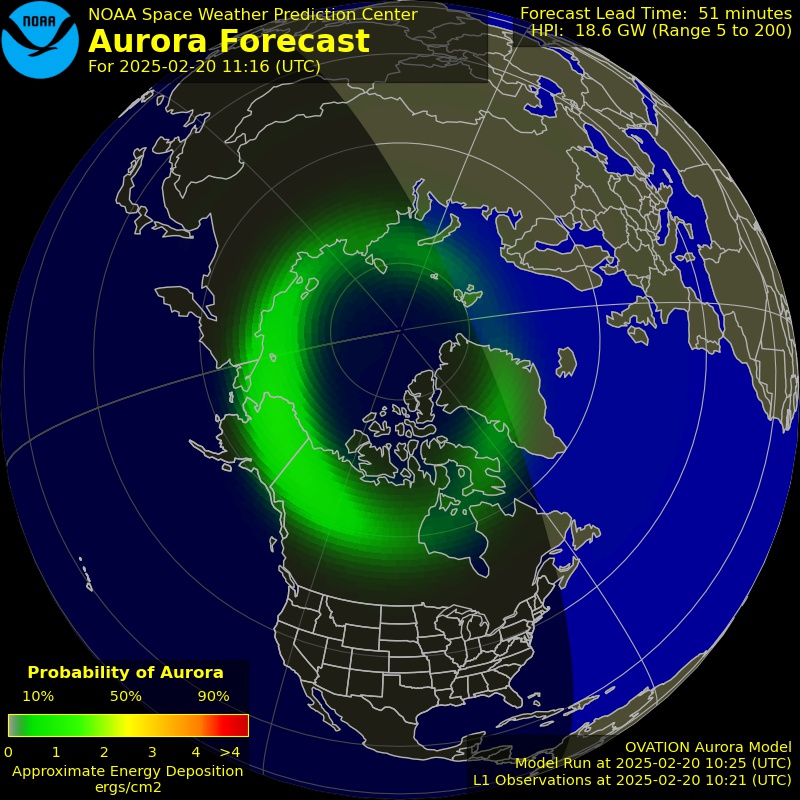 NOAA
NOAA Space Weather Prediction Center
Aurora Forecast
For 2025-02-20 11:16 (UTC)
Forecast Lead Time: 51 minutes
HPI: 18.6 GW (Range 5 to 200)
Probability of Aurora
10% 50% 90%
0 1 2 3 4 >4
Approximate Energy Deposition
ergs/cm2
OVATION Aurora Model
Model Run at 2025-02-20 10:25 (UTC)
L1 Observations at 2025-02-20 10:21 (UTC)